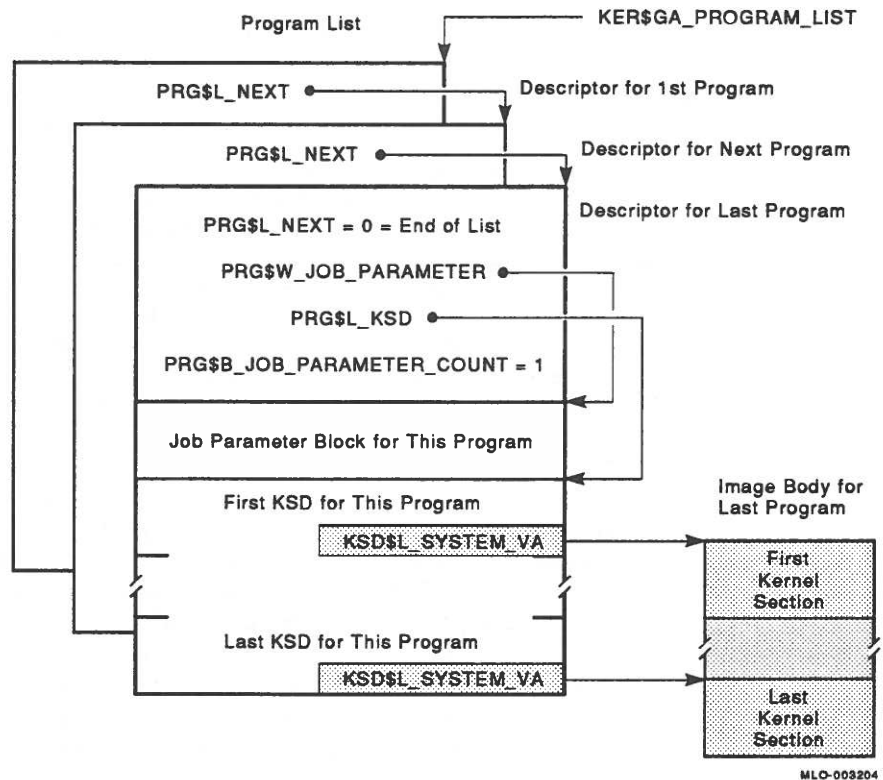 Program List
KER$GA_PROGRAM_LIST
PRG$L_NEXT
Descriptor for 1st Program
PRG$L_NEXT
Descriptor for Next Program
Descriptor for Last Program
PRG$L_NEXT = 0 = End of List
PRG$W_JOB_PARAMETER
PRG$L_KSD
PRG$B_JOB_PARAMETER_COUNT = 1
Job Parameter Block for This Program
First KSD for This Program
KSD$L_SYSTEM_VA
Image Body for
Last Program
First
Kernel
Section
Last KSD for This Program
KSD$L_SYSTEM_VA
Last
Kernel
Section
MLO-003204